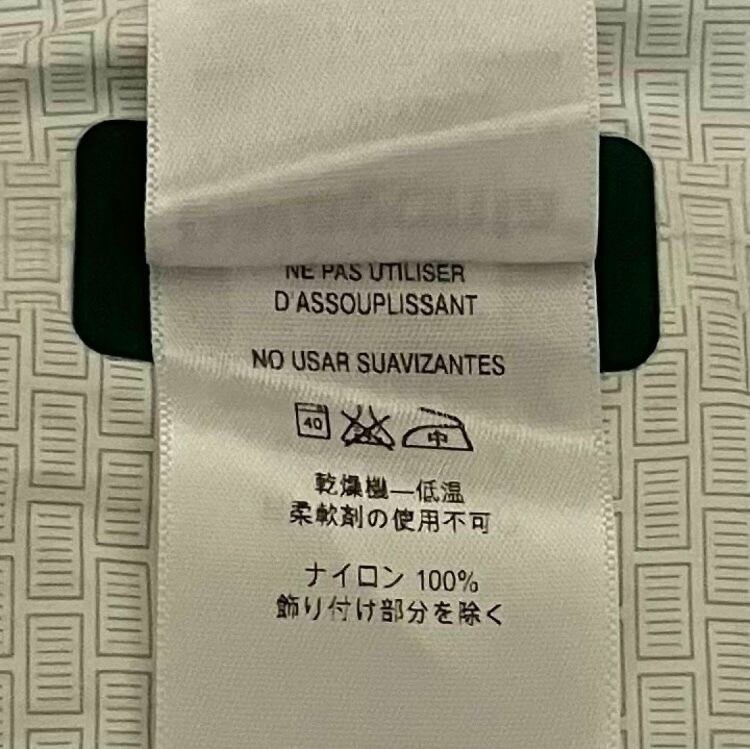 NE PAS UTILISER
D'ASSOUPLISSANT
NO USAR SUAVIZANTES
40 中
乾燥機—低温
柔軟剤の使用不可
ナイロン 100%
飾り付け部分を除く